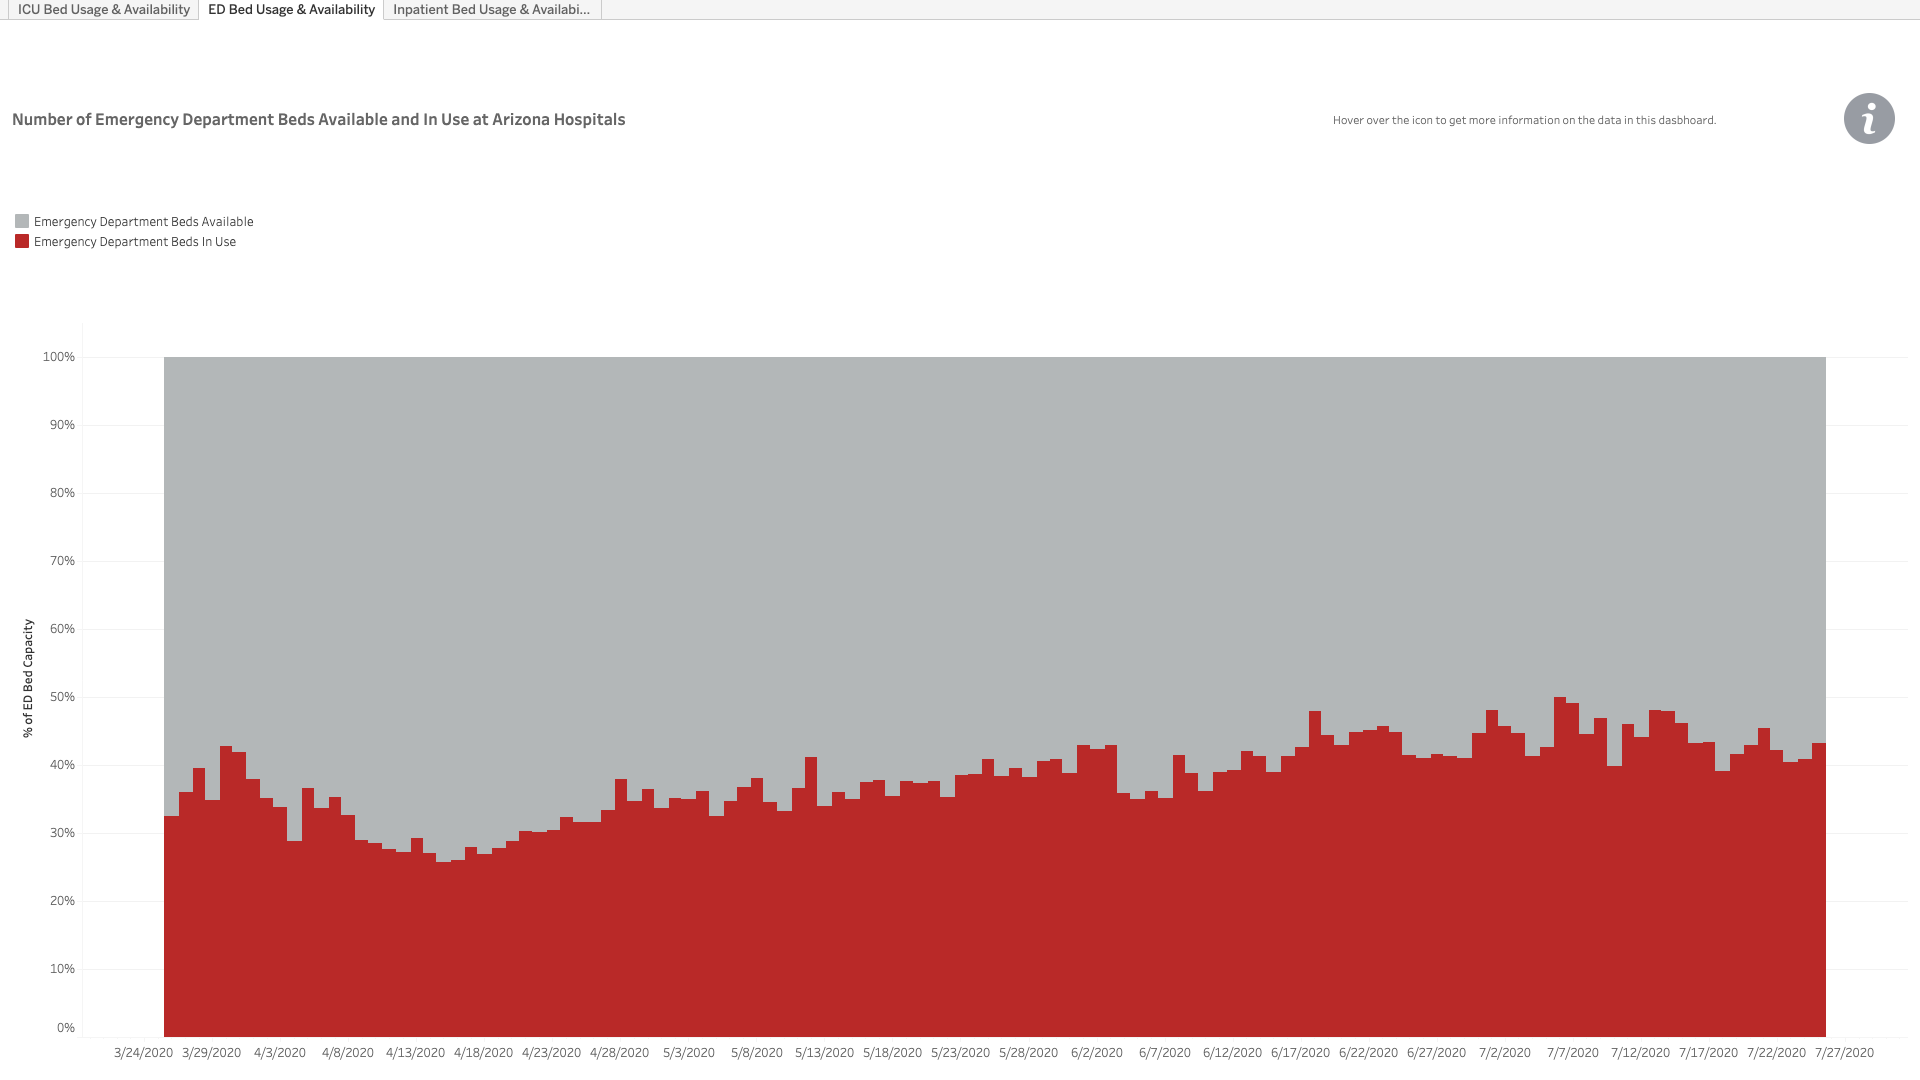 ICU Bed Usage & Availability
ED Bed Usage & Availability
Inpatient Bed Usage & Availabi...
Number of Emergency Department Beds Available and In Use at Arizona Hospitals
Hover over the icon to get more information on the data in this dasbhoard.
i
Emergency Department Beds Available
Emergency Department Beds In Use
% of ED Bed Capacity
100%
90%
80%
70%
60%
50%
40%
30%
20%
10%
0%
3/24/2020 3/29/2020 4/3/2020 4/8/2020 4/13/2020 4/18/2020 4/23/2020 4/28/2020 5/3/2020 5/8/2020 5/13/2020 5/18/2020 5/23/2020 5/28/2020 6/2/2020 6/7/2020 6/12/2020 6/17/2020 6/22/2020 6/27/2020 7/2/2020 7/7/2020 7/12/2020 7/17/2020 7/22/2020 7/27/2020